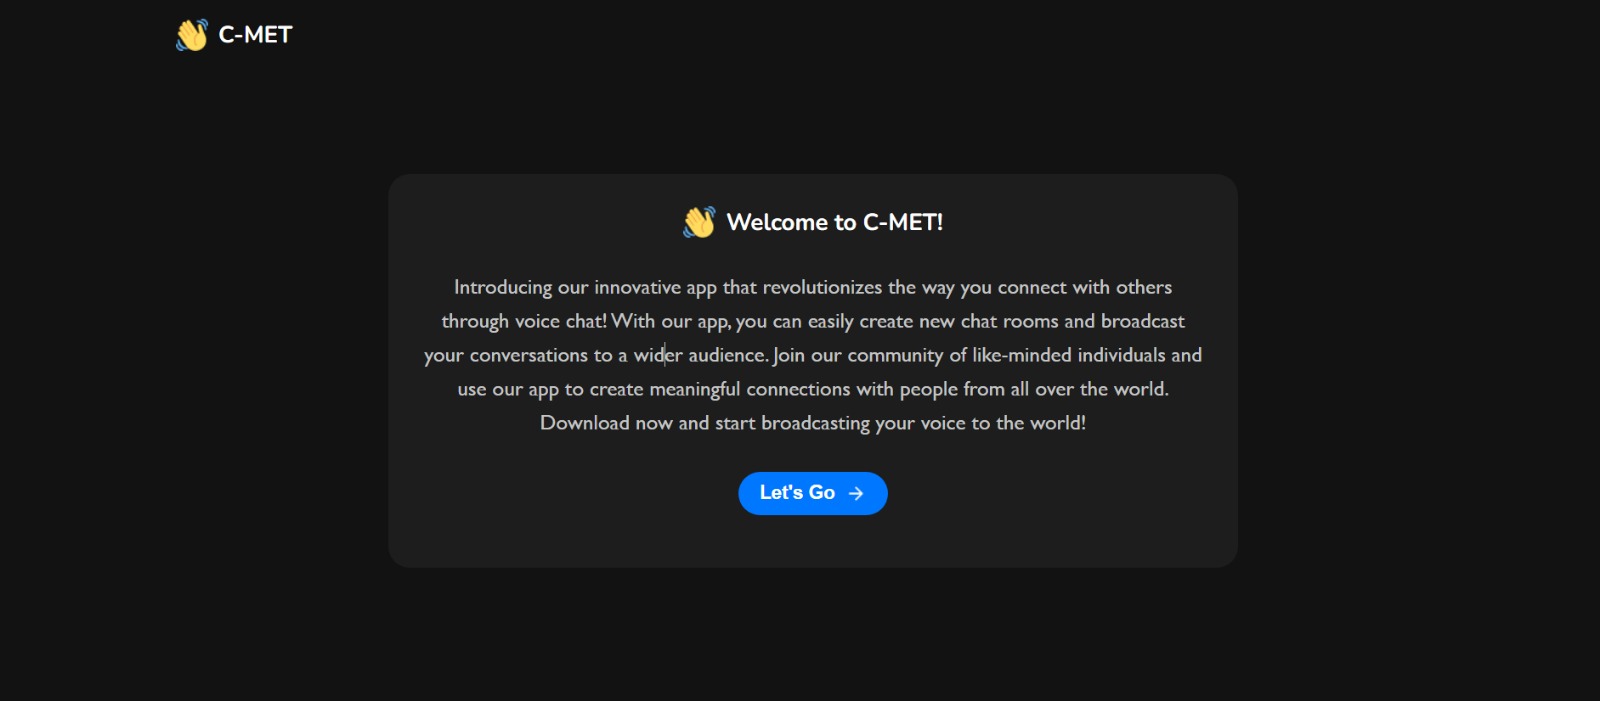 C-MET
Welcome to C-MET!
Introducing our innovative app that revolutionizes the way you connect with others
through voice chat! With our app, you can easily create new chat rooms and broadcast
your conversations to a wider audience. Join our community of like-minded individuals and
use our app to create meaningful connections with people from all over the world.
Download now and start broadcasting your voice to the world!
Let's Go